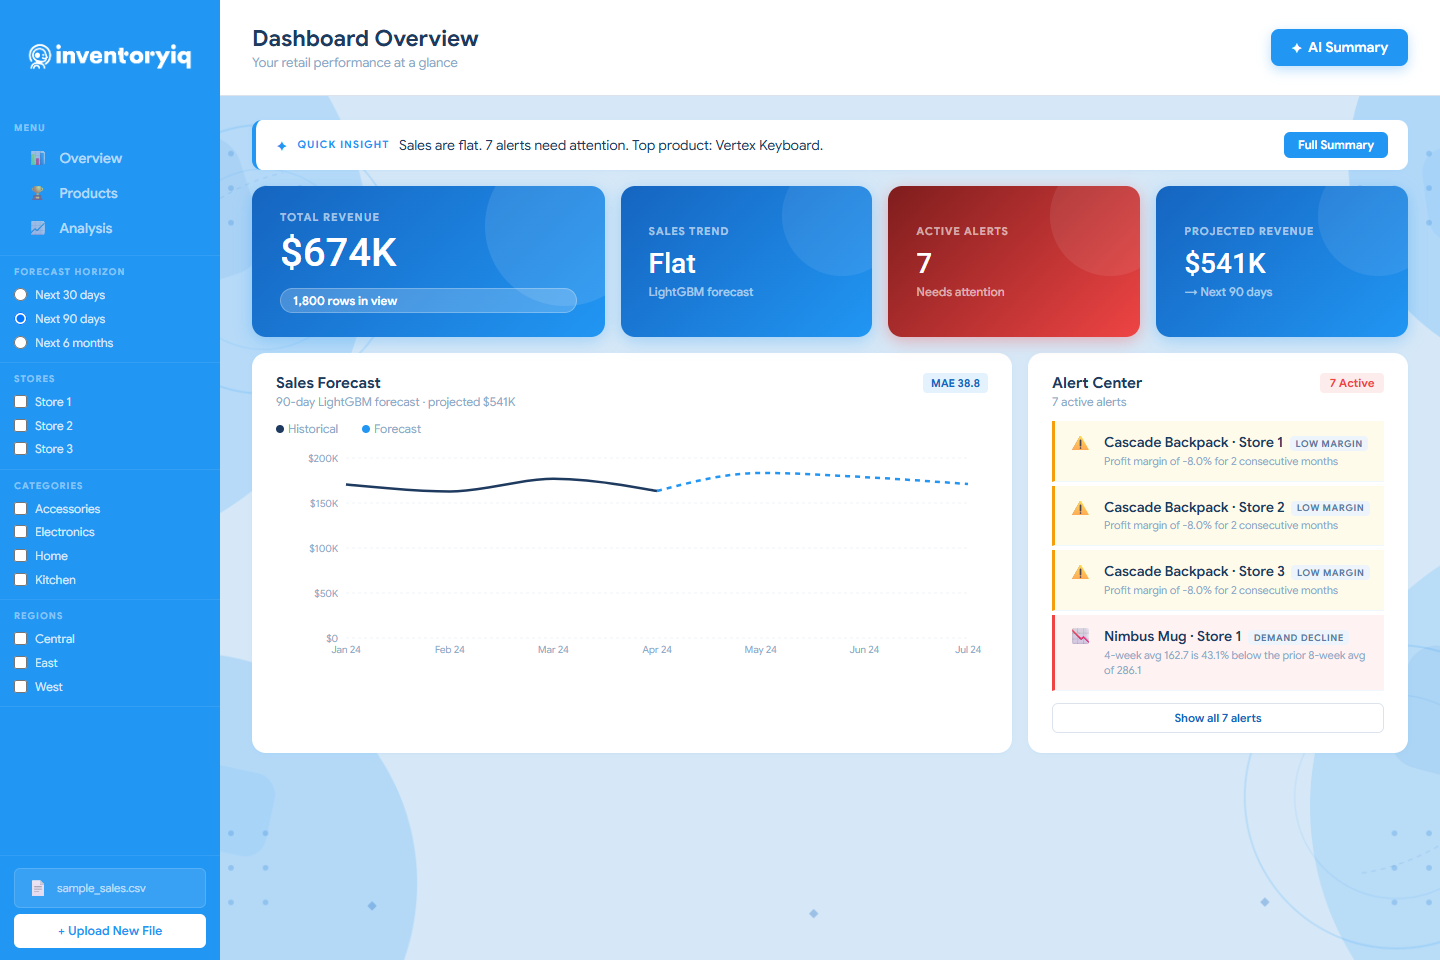 inventoryiq
MENU
Overview
Products
Analysis
FORECAST HORIZON
Next 30 days
Next 90 days
Next 6 months
STORES
Store 1
Store 2
Store 3
CATEGORIES
Accessories
Electronics
Home
Kitchen
REGIONS
Central
East
West
sample_sales.csv
+ Upload New File
Dashboard Overview
Your retail performance at a glance
AI Summary
QUICK INSIGHT Sales are flat. 7 alerts need attention. Top product: Vertex Keyboard.
Full Summary
TOTAL REVENUE
$674K
1,800 rows in view
SALES TREND
Flat
LightGBM forecast
ACTIVE ALERTS
7
Needs attention
PROJECTED REVENUE
$541K
→ Next 90 days
Sales Forecast
90-day LightGBM forecast · projected $541K
MAE 38.8
Historical Forecast
$200K
$150K
$100K
$50K
$0
Jan 24 Feb 24 Mar 24 Apr 24 May 24 Jun 24 Jul 24
Alert Center
7 active alerts
7 Active
Cascade Backpack · Store 1 LOW MARGIN
Profit margin of -8.0% for 2 consecutive months
Cascade Backpack · Store 2 LOW MARGIN
Profit margin of -8.0% for 2 consecutive months
Cascade Backpack · Store 3 LOW MARGIN
Profit margin of -8.0% for 2 consecutive months
Nimbus Mug · Store 1 DEMAND DECLINE
4-week avg 162.7 is 43.1% below the prior 8-week avg
of 286.1
Show all 7 alerts